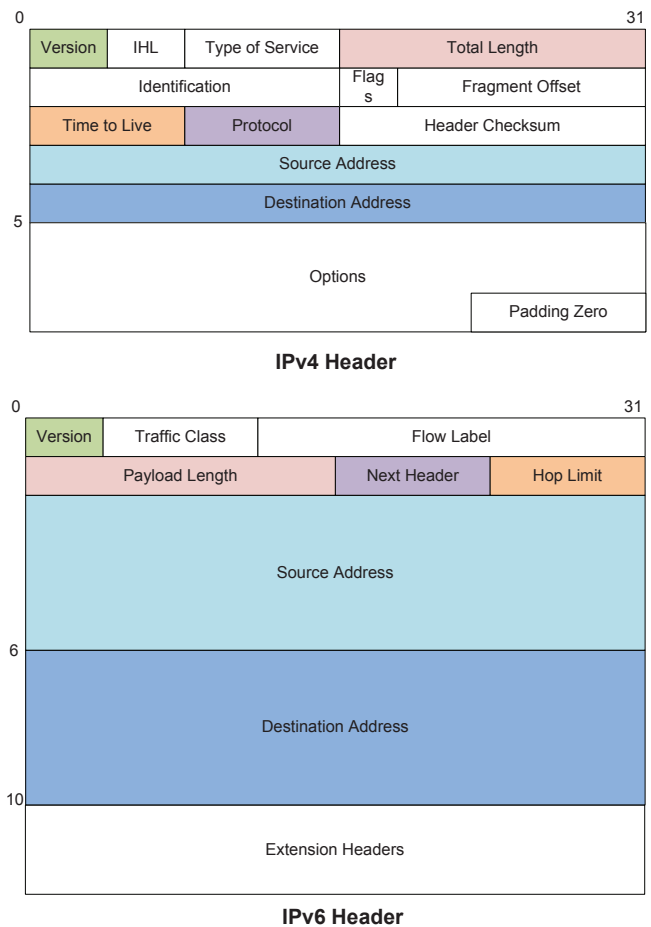 0 31
Version IHL Type of Service Total Length
Identification Flag
s Fragment Offset
Time to Live Protocol Header Checksum
Source Address
Destination Address
5
Options
Padding Zero
IPv4 Header
0 31
Version Traffic Class Flow Label
Payload Length Next Header Hop Limit
Source Address
6
Destination Address
10
Extension Headers
IPv6 Header